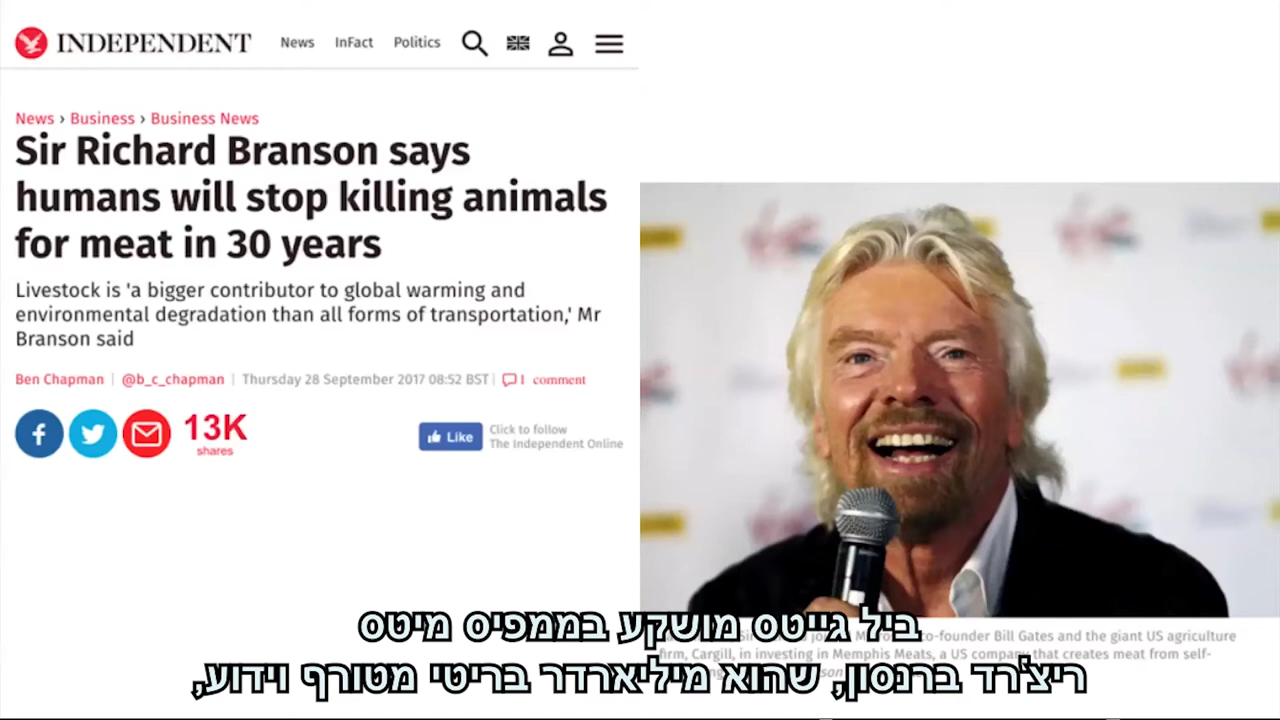 INDEPENDENT
News InFact Politics
News › Business › Business News
Sir Richard Branson says
humans will stop killing animals
for meat in 30 years
Livestock is 'a bigger contributor to global warming and
environmental degradation than all forms of transportation,' Mr
Branson said
Ben Chapman | @b_c_chapman | Thursday 28 September 2017 08:52 BST | 1 comment
13K
shares
Like
Click to follow
The Independent Online
co-founder Bill Gates and the giant US agriculture
firm, Cargill, in investing in Memphis Meats, a US company that creates meat from self-
ביל גייטס מושקע בממפיס מיטס
ריצ'רד ברנסון, שהוא מיליארדר בריטי מטורף וידוע,